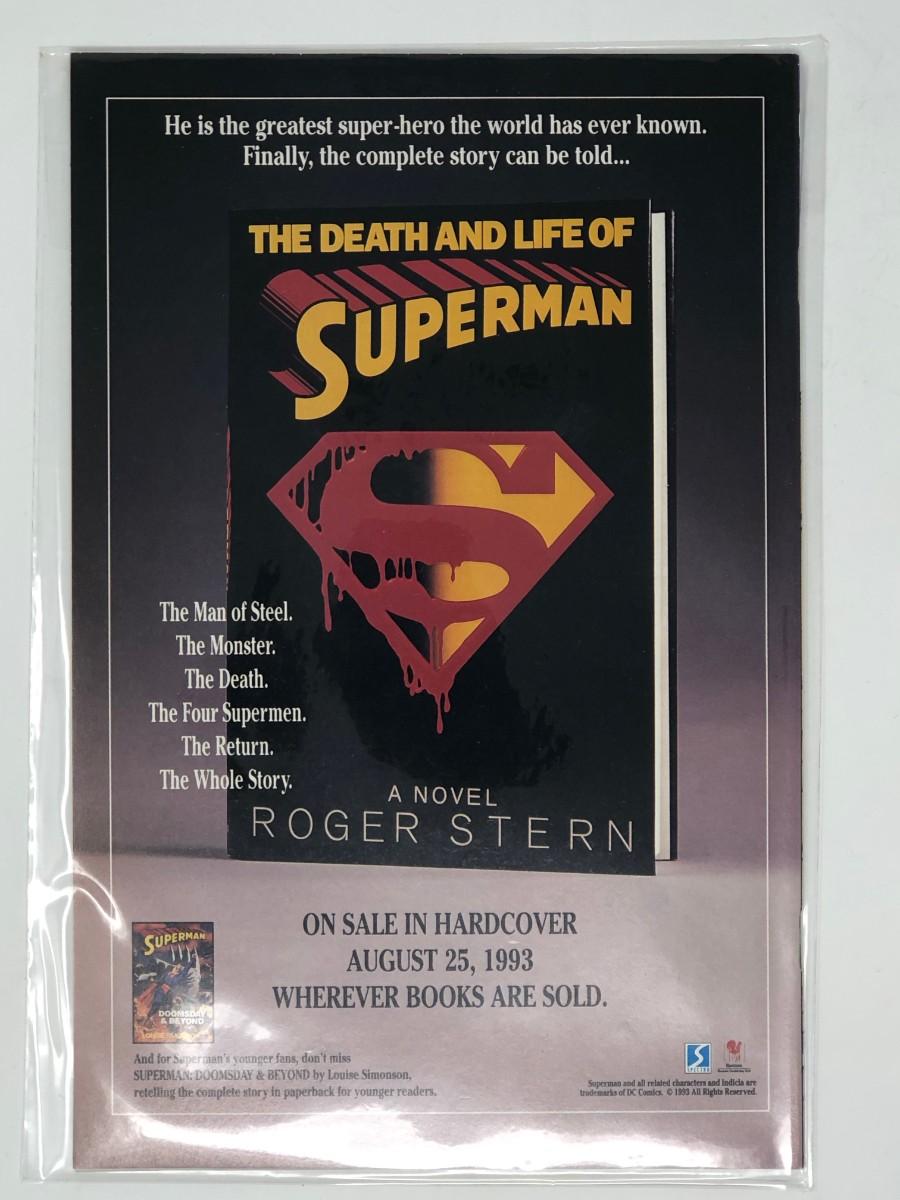 He is the greatest super-hero the world has ever known.
Finally, the complete story can be told...
THE DEATH AND LIFE OF
SUPERMAN
The Man of Steel.
The Monster.
The Death.
The Four Supermen.
The Return.
The Whole Story.
A NOVEL
ROGER STERN
ON SALE IN HARDCOVER
AUGUST 25, 1993
WHEREVER BOOKS ARE SOLD.
SUPERMAN
DOOMSDAY
& BEYOND
And for Superman's younger fans, don't miss
SUPERMAN: DOOMSDAY & BEYOND by Louise Simonson,
retelling the complete story in paperback for younger readers.
SPECTRA
Superman and all related characters and indicia are
trademarks of DC Comics. © 1993 All Rights Reserved.